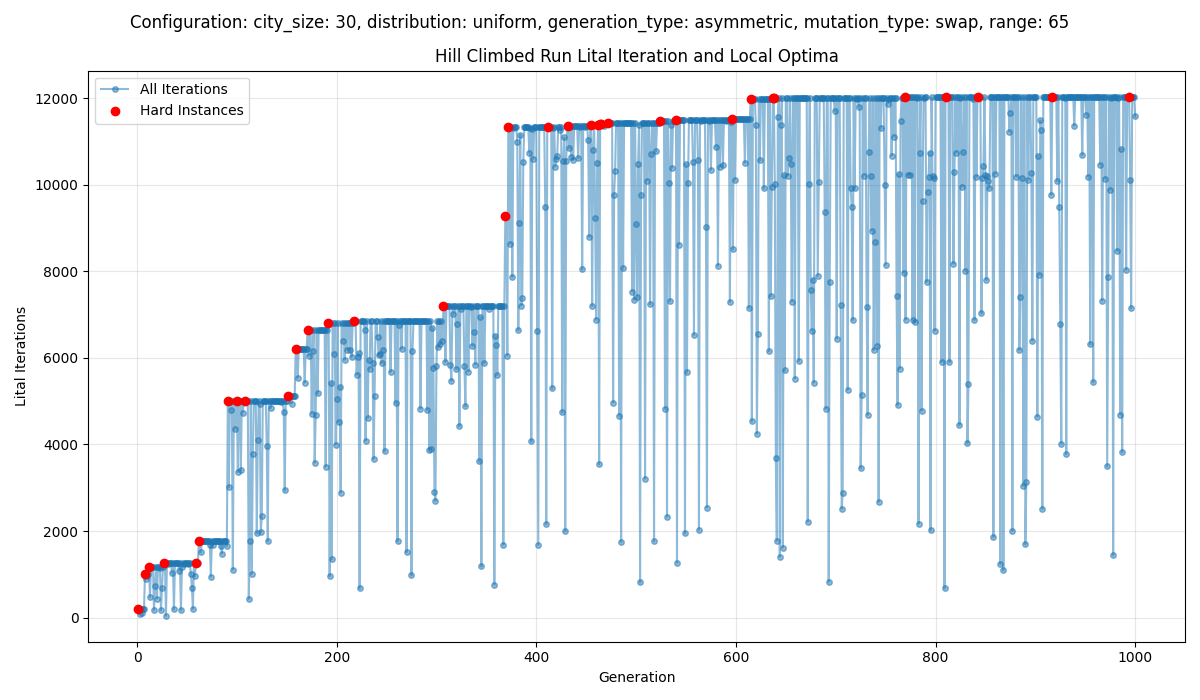 Configuration: city_size: 30, distribution: uniform, generation_type: asymmetric, mutation_type: swap, range: 65
Hill Climbed Run Lital Iteration and Local Optima
All Iterations
Hard Instances
Lital Iterations
12000
10000
8000
6000
4000
2000
0
0 200 400 600 800 1000
Generation